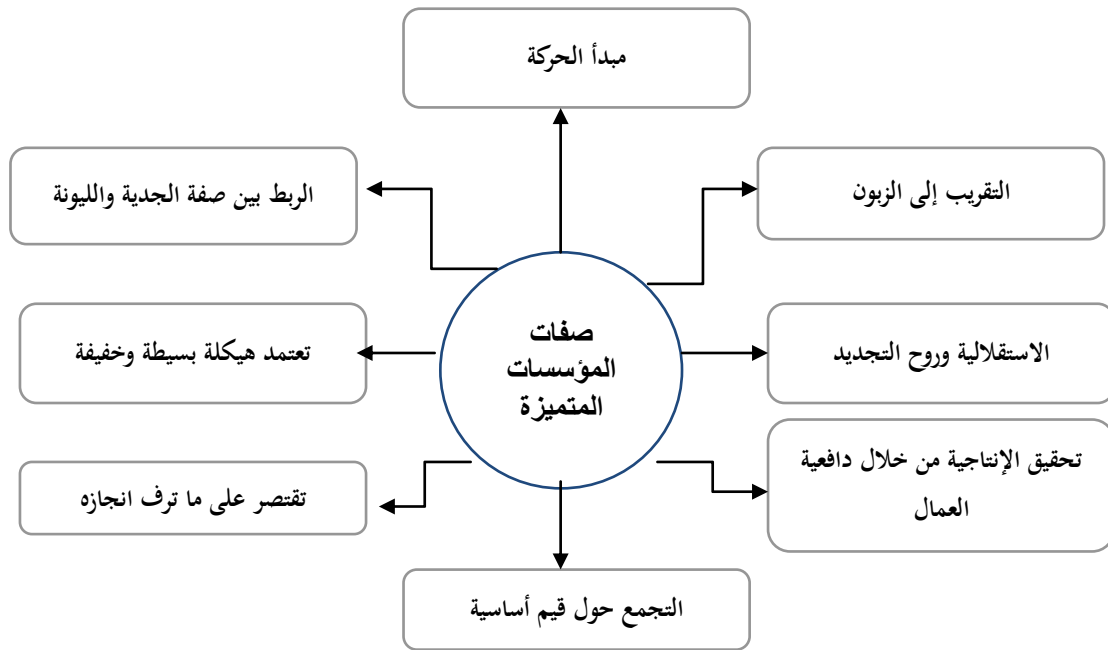 مبدأ الحركة
التقريب إلى الزبون
الربط بين صفة الجدية والليونة
صفات
المؤسسات
المتميزة
الاستقلالية وروح التجديد
تعتمد هيكلة بسيطة وخفيفة
تحقيق الإنتاجية من خلال دافعية
العمال
تقتصر على ما ترف انجازه
التجمع حول قيم أساسية